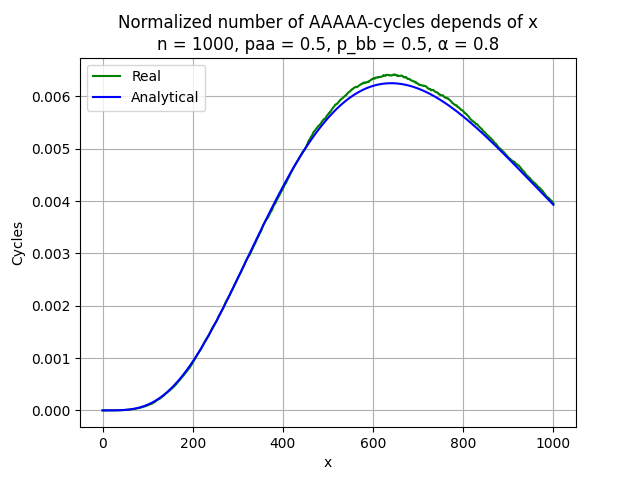 Normalized number of AAAAA-cycles depends of x
n = 1000, paa = 0.5, p_bb = 0.5, α = 0.8
Real
Analytical
0.006
0.005
0.004
0.003
0.002
0.001
0.000
Cycles
0 200 400 600 800 1000
x